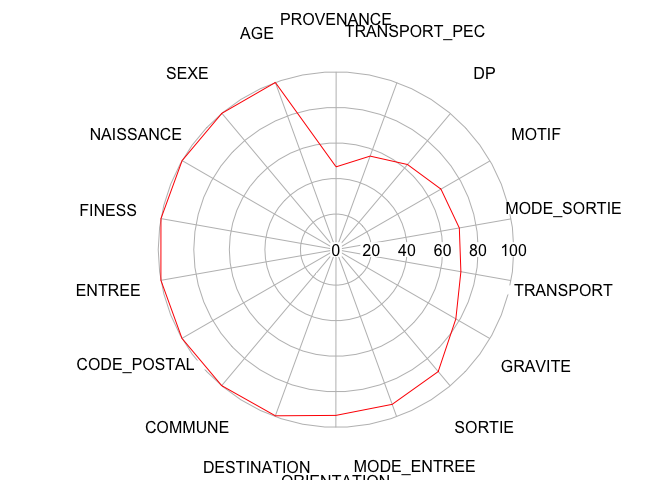 PROVENANCE
TRANSPORT_PEC
AGE
SEXE
DP
NAISSANCE
MOTIF
FINESS
MODE_SORTIE
0 20 40 60 80 100
ENTREE
TRANSPORT
CODE_POSTAL
GRAVITE
COMMUNE
SORTIE
DESTINATION
MODE_ENTREE
ORIENTATION